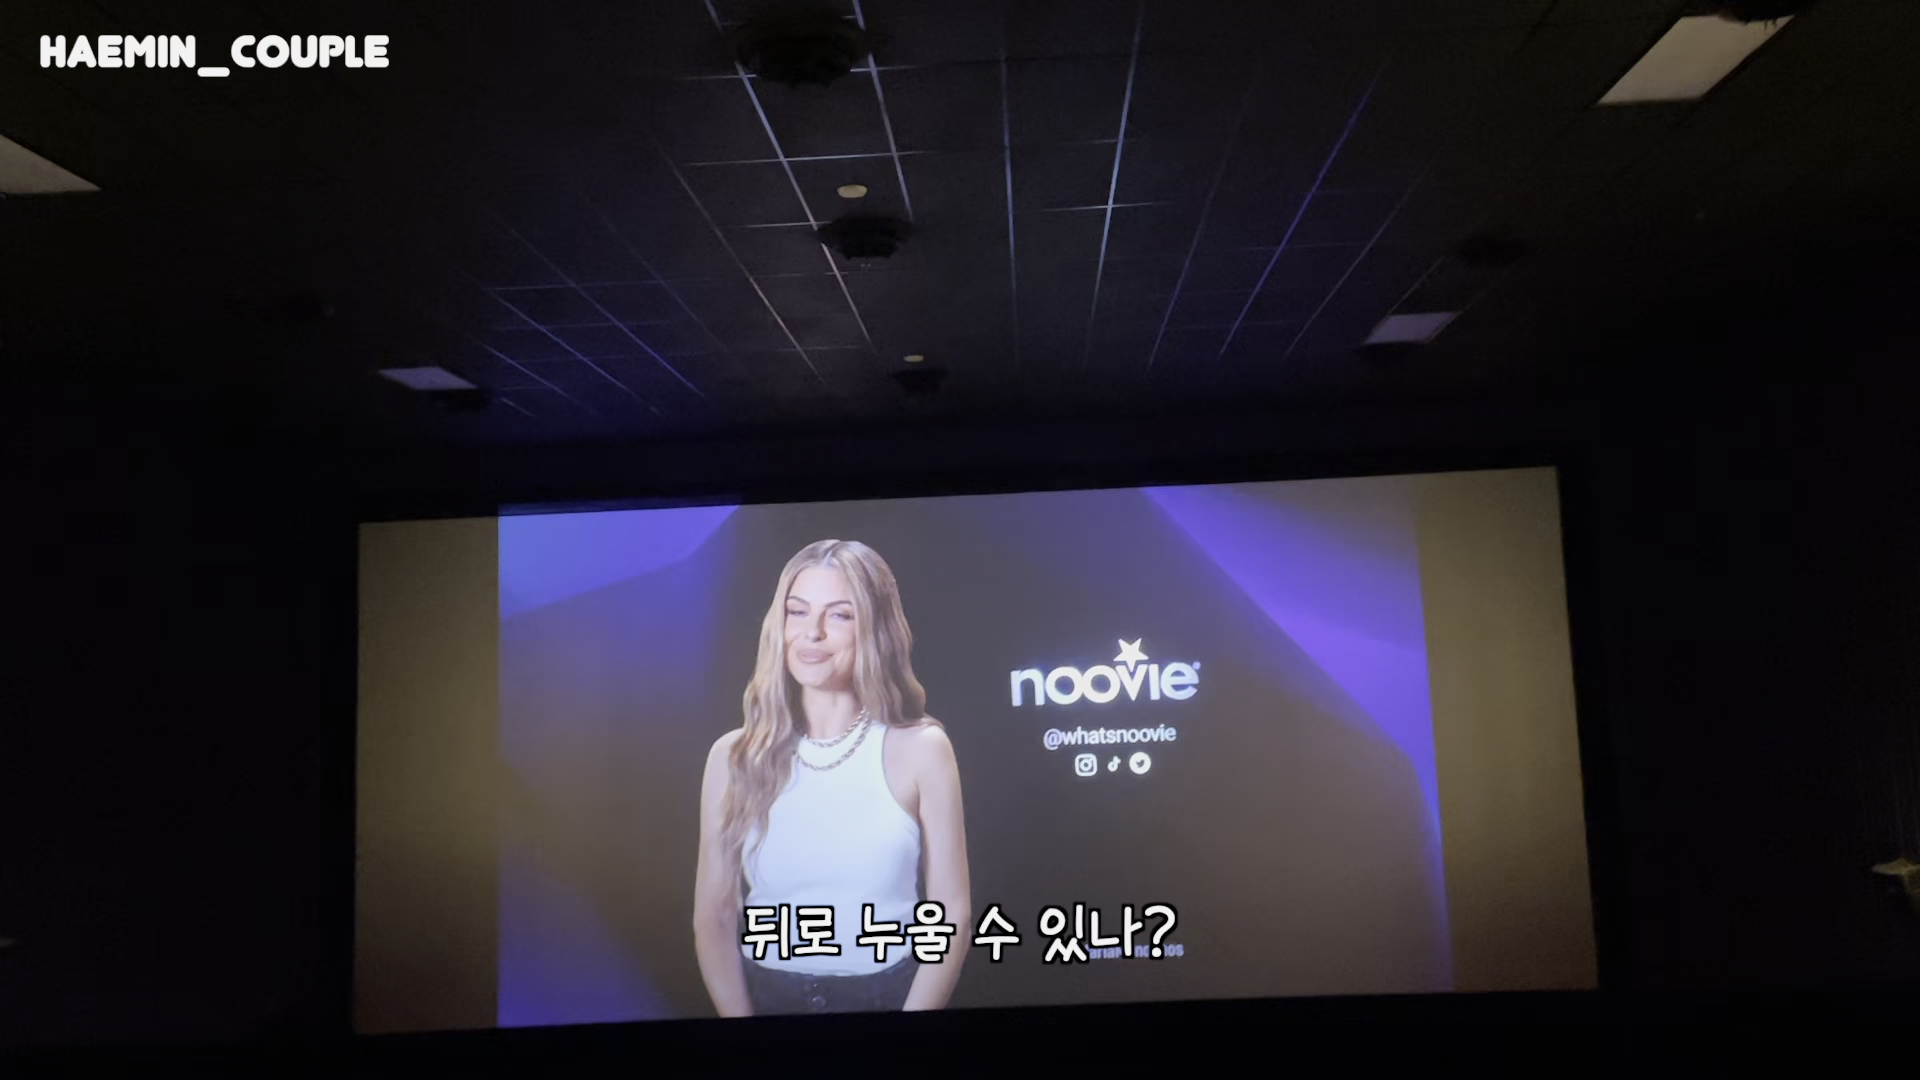 HAEMIN_COUPLE
noovie
@whatsnoovie
뒤로 누울 수 있나?